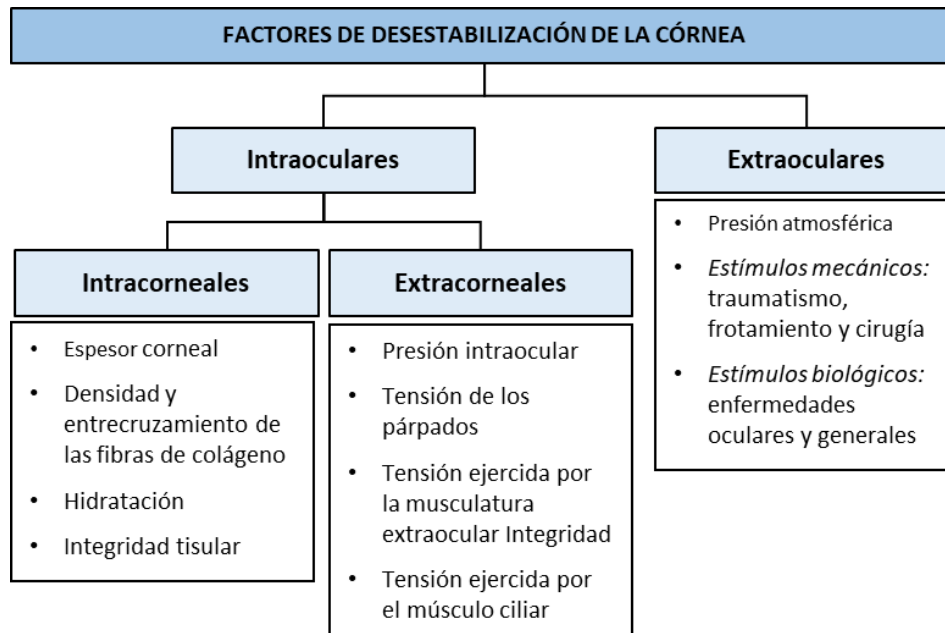 FACTORES DE DESESTABILIZACIÓN DE LA CÓRNEA
Intraoculares
Extraoculares
• Presión atmosférica
• Estímulos mecánicos:
traumatismo,
frotamiento y cirugía
• Estímulos biológicos:
enfermedades
oculares y generales
Intracorneales
• Espesor corneal
• Densidad y
entrecruzamiento de
las fibras de colágeno
• Hidratación
• Integridad tisular
Extracorneales
• Presión intraocular
• Tensión de los
párpados
• Tensión ejercida por
la musculatura
extraocular Integridad
• Tensión ejercida por
el músculo ciliar